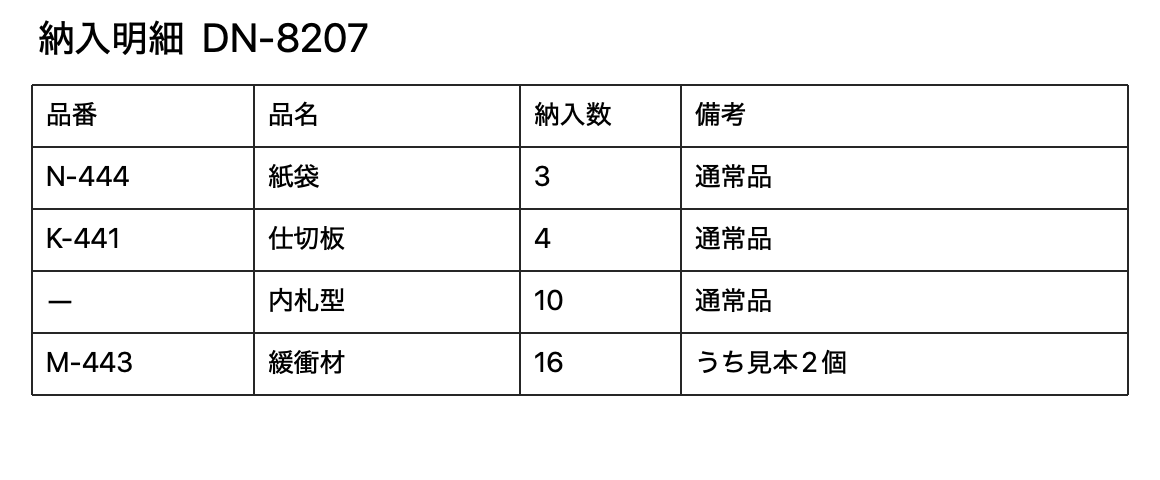 納入明細 DN-8207
品番 品名 納入数 備考
N-444 紙袋 3 通常品
K-441 仕切板 4 通常品
— 内札型 10 通常品
M-443 緩衝材 16 うち見本2個